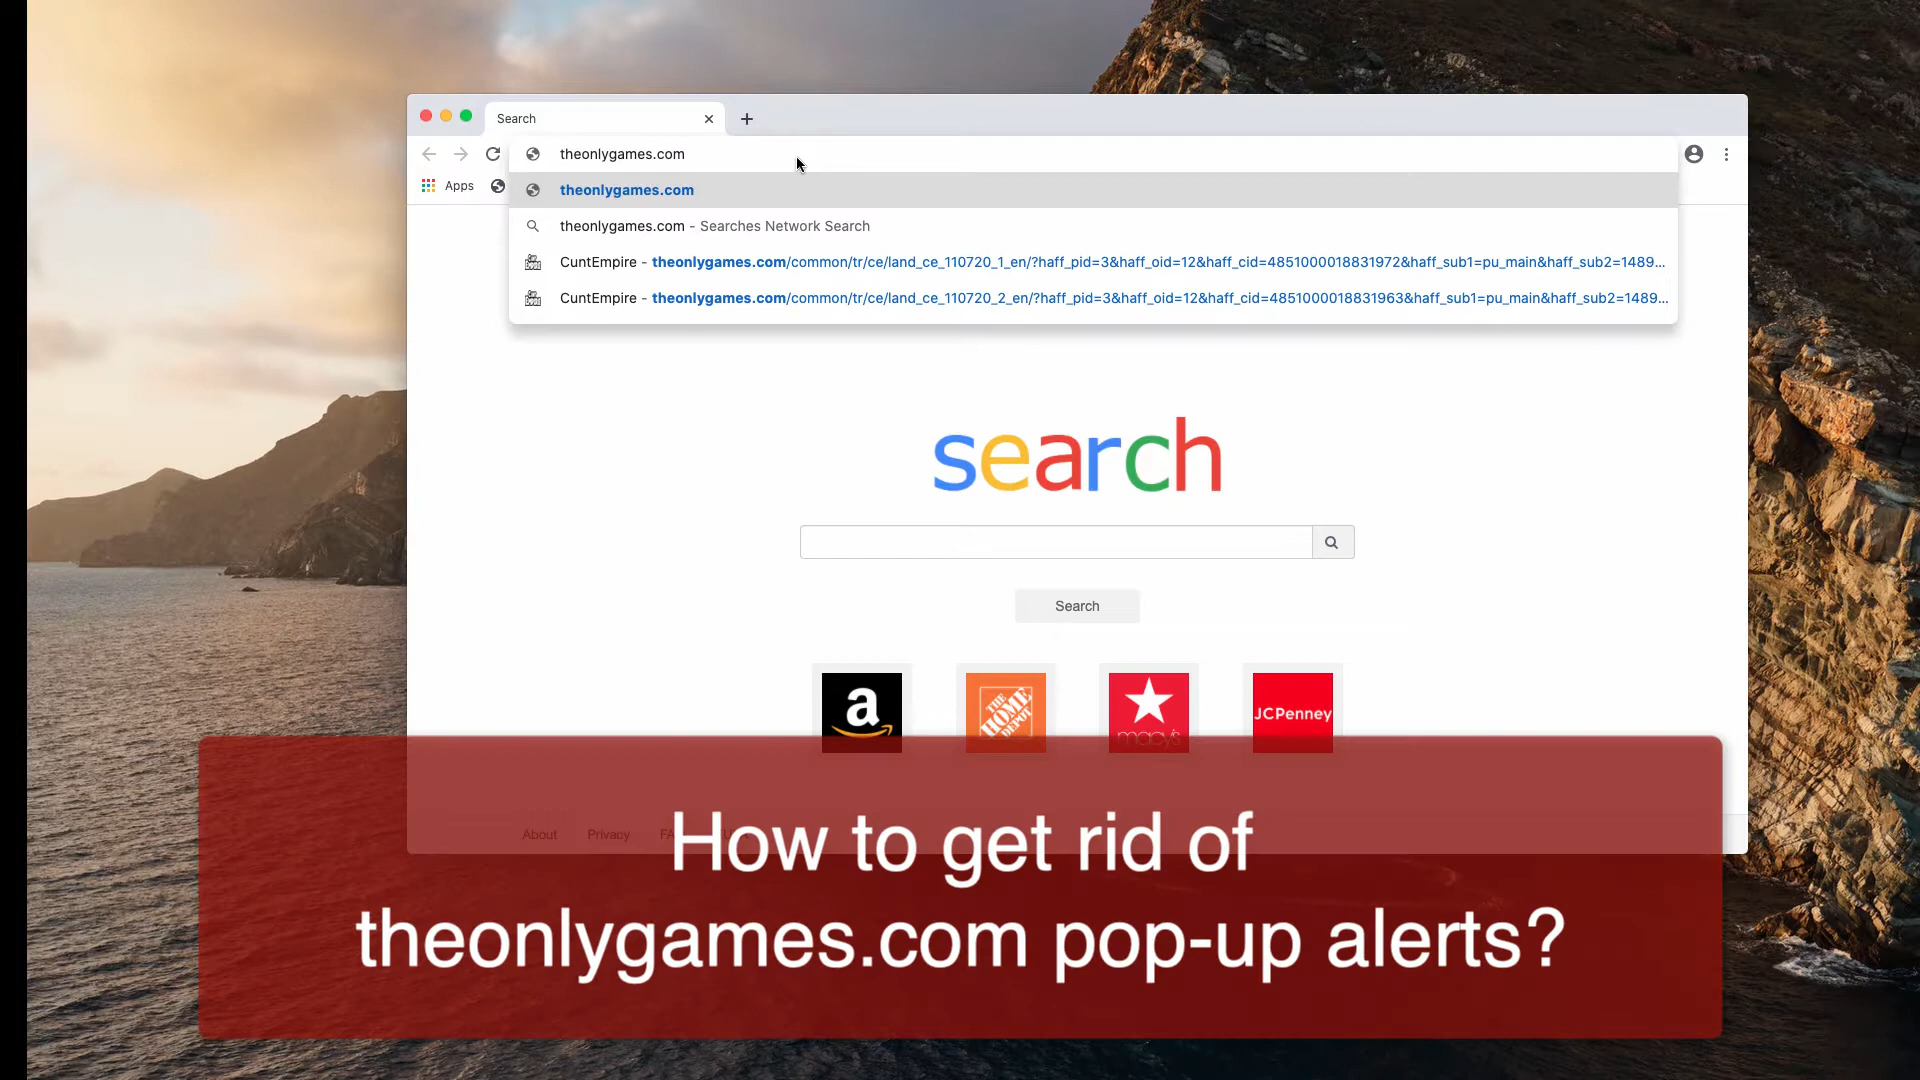 Search
theonlygames.com
theonlygames.com
Apps
theonlygames.com - Searches Network Search
CuntEmpire - theonlygames.com/common/tr/ce/land_ce_110720_1_en/?haff_pid=3&haff_oid=12&haff_cid=4851000018831972&haff_sub1=pu_main&haff_sub2=1489...
CuntEmpire - theonlygames.com/common/tr/ce/land_ce_110720_2_en/?haff_pid=3&haff_oid=12&haff_cid=4851000018831963&haff_sub1=pu_main&haff_sub2=1489...
search
Search
a
THE HOME DEPOT
macy's
JCPenney
About Privacy
How to get rid of
theonlygames.com pop-up alerts?